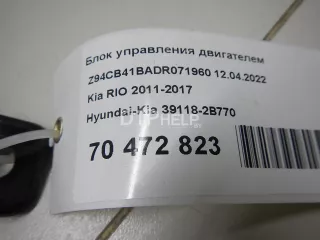 Блок управления двигателем
Z94CB41BADR071960 12.04.2022
Kia RIO 2011-2017
Hyundai-Kia 39118-2B770
70 472 823